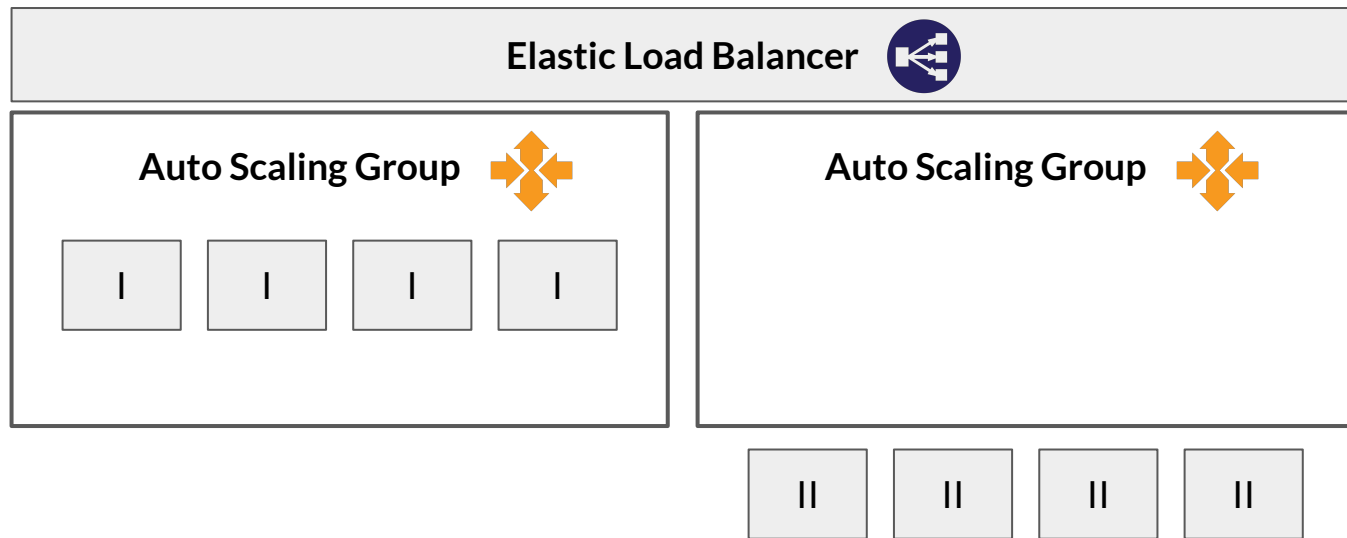 Elastic Load Balancer
Auto Scaling Group
Auto Scaling Group
I I I I
II II II II